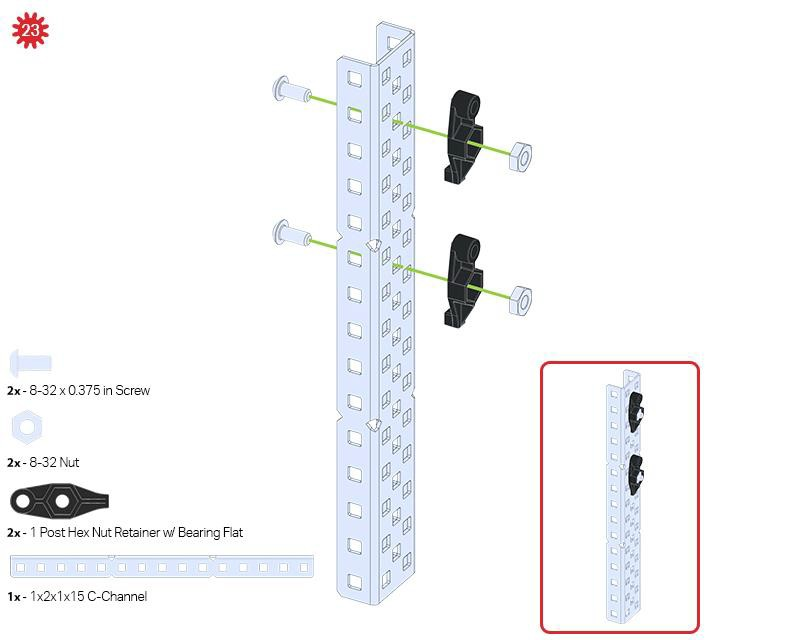 23
2x - 8-32 x 0.375 in Screw
2x - 8-32 Nut
2x - 1 Post Hex Nut Retainer w/ Bearing Flat
1x - 1x2x1x15 C-Channel